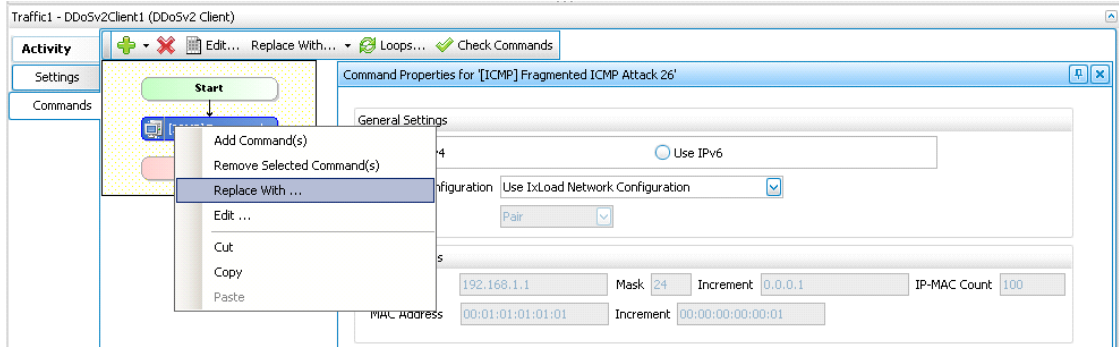 Traffic1 - DDoSv2Client1 (DDoSv2 Client)
Activity
Settings
Commands
Edit... Replace With... Loops... Check Commands
Start
Command Properties for '[ICMP] Fragmented ICMP Attack 26'
General Settings
Use IPv6
Use IxLoad Network Configuration
Pair
Add Command(s)
Remove Selected Command(s)
Replace With ...
Edit ...
Cut
Copy
Paste
192.168.1.1 Mask 24 Increment 0.0.0.1 IP-MAC Count 100
MAC Address 00:01:01:01:01:01 Increment 00:00:00:00:00:01